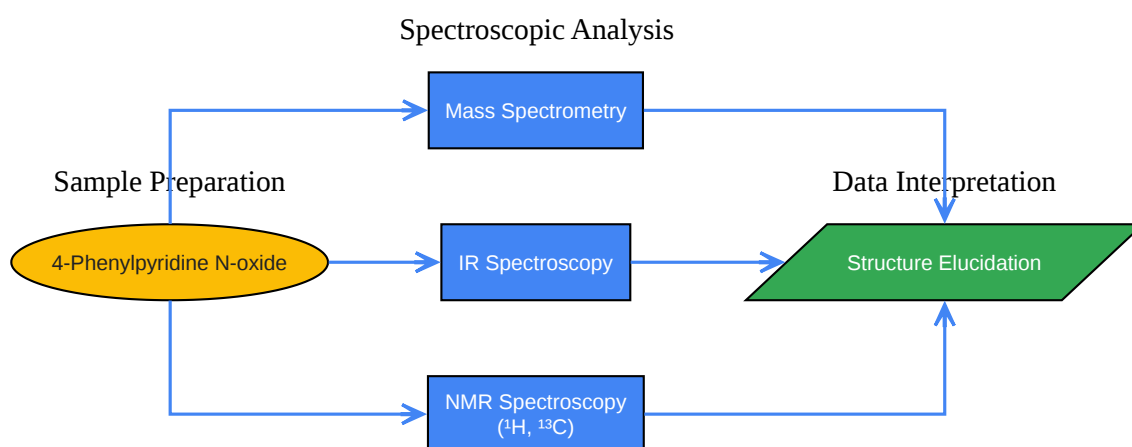 Spectroscopic Analysis
Mass Spectrometry
Sample Preparation
Data Interpretation
4-Phenylpyridine N-oxide
IR Spectroscopy
Structure Elucidation
NMR Spectroscopy
(¹H, ¹³C)